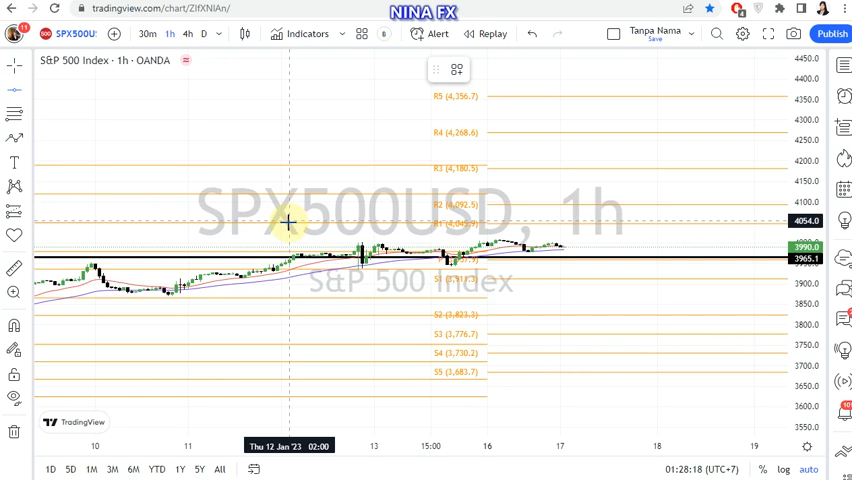 tradingview.com/chart/ZIfXNIAn/
NINA FX
11
SPX500U
30m 1h 4h D
Indicators
Alert
Replay
Tanpa Nama
Save
Publish
S&P 500 Index · 1h · OANDA
SPX500USD, 1h
S&P 500 Index
R5 (4,356.7)
R4 (4,268.6)
R3 (4,180.5)
R2 (4,092.5)
S1 (3,911.3)
S2 (3,823.3)
S3 (3,776.7)
S4 (3,730.2)
S5 (3,683.7)
4450.0
4400.0
4350.0
4300.0
4250.0
4200.0
4150.0
4100.0
4054.0
3990.0
3965.1
3900.0
3850.0
3800.0
3750.0
3700.0
3650.0
3600.0
3550.0
TradingView
10 11 Thu 12 Jan '23 02:00 13 15:00 16 17 18 19
1D 5D 1M 3M 6M YTD 1Y 5Y All
01:28:18 (UTC+7) % log auto